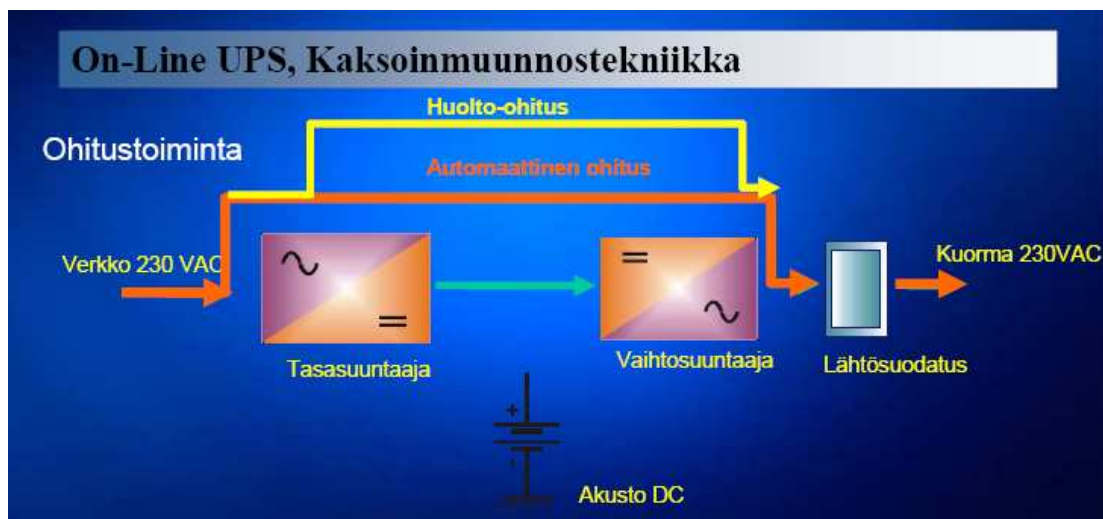 On-Line UPS, Kaksoinmuunnostekniikka
Huolto-ohitus
Ohitustoiminta
Automaattinen ohitus
Verkko 230 VAC
Kuorma 230VAC
Tasasuuntaaja
Vaihtosuuntaaja
Lähtösuodatus
+
-
Akusto DC